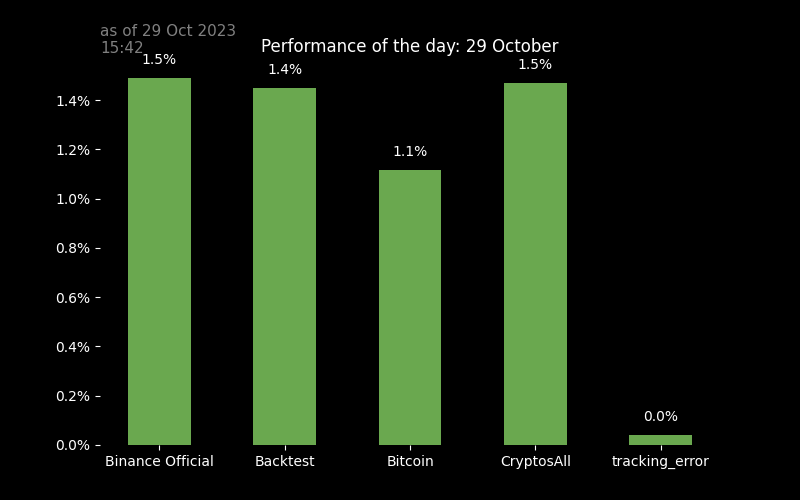 as of 29 Oct 2023
15:42
Performance of the day: 29 October
1.5%
1.4%
1.1%
1.5%
0.0%
1.4%
1.2%
1.0%
0.8%
0.6%
0.4%
0.2%
0.0%
Binance Official
Backtest
Bitcoin
CryptosAll
tracking_error